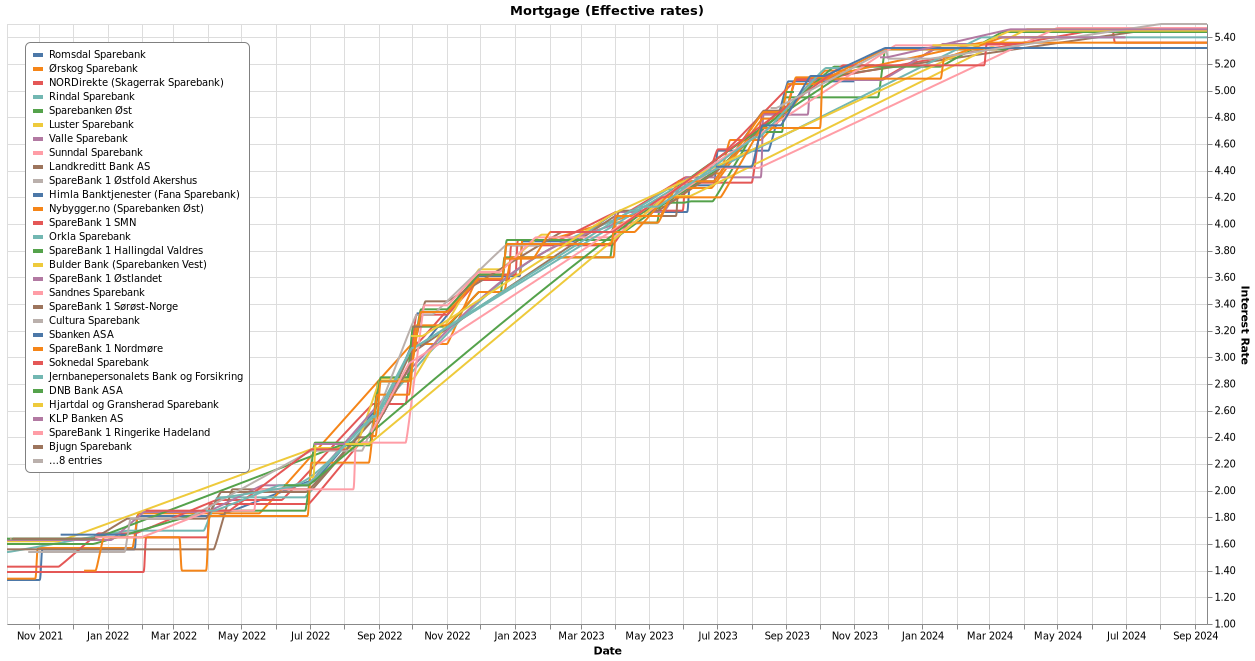 Mortgage (Effective rates)
Romsdal Sparebank
Ørskog Sparebank
NORDirekte (Skagerrak Sparebank)
Rindal Sparebank
Sparebanken Øst
Luster Sparebank
Valle Sparebank
Sunndal Sparebank
Landkreditt Bank AS
SpareBank 1 Østfold Akershus
Himla Banktjenester (Fana Sparebank)
Nybygger.no (Sparebanken Øst)
SpareBank 1 SMN
Orkla Sparebank
SpareBank 1 Hallingdal Valdres
Bulder Bank (Sparebanken Vest)
SpareBank 1 Østlandet
Sandnes Sparebank
SpareBank 1 Sørøst-Norge
Cultura Sparebank
Sbanken ASA
SpareBank 1 Nordmøre
Soknedal Sparebank
Jernbanepersonalets Bank og Forsikring
DNB Bank ASA
Hjartdal og Gransherad Sparebank
KLP Banken AS
SpareBank 1 Ringerike Hadeland
Bjugn Sparebank
...8 entries
5.40
5.20
5.00
4.80
4.60
4.40
4.20
4.00
3.80
3.60
3.40
3.20
3.00
2.80
2.60
2.40
2.20
2.00
1.80
1.60
1.40
1.20
1.00
Interest Rate
Nov 2021 Jan 2022 Mar 2022 May 2022 Jul 2022 Sep 2022 Nov 2022 Jan 2023 Mar 2023 May 2023 Jul 2023 Sep 2023 Nov 2023 Jan 2024 Mar 2024 May 2024 Jul 2024 Sep 2024
Date